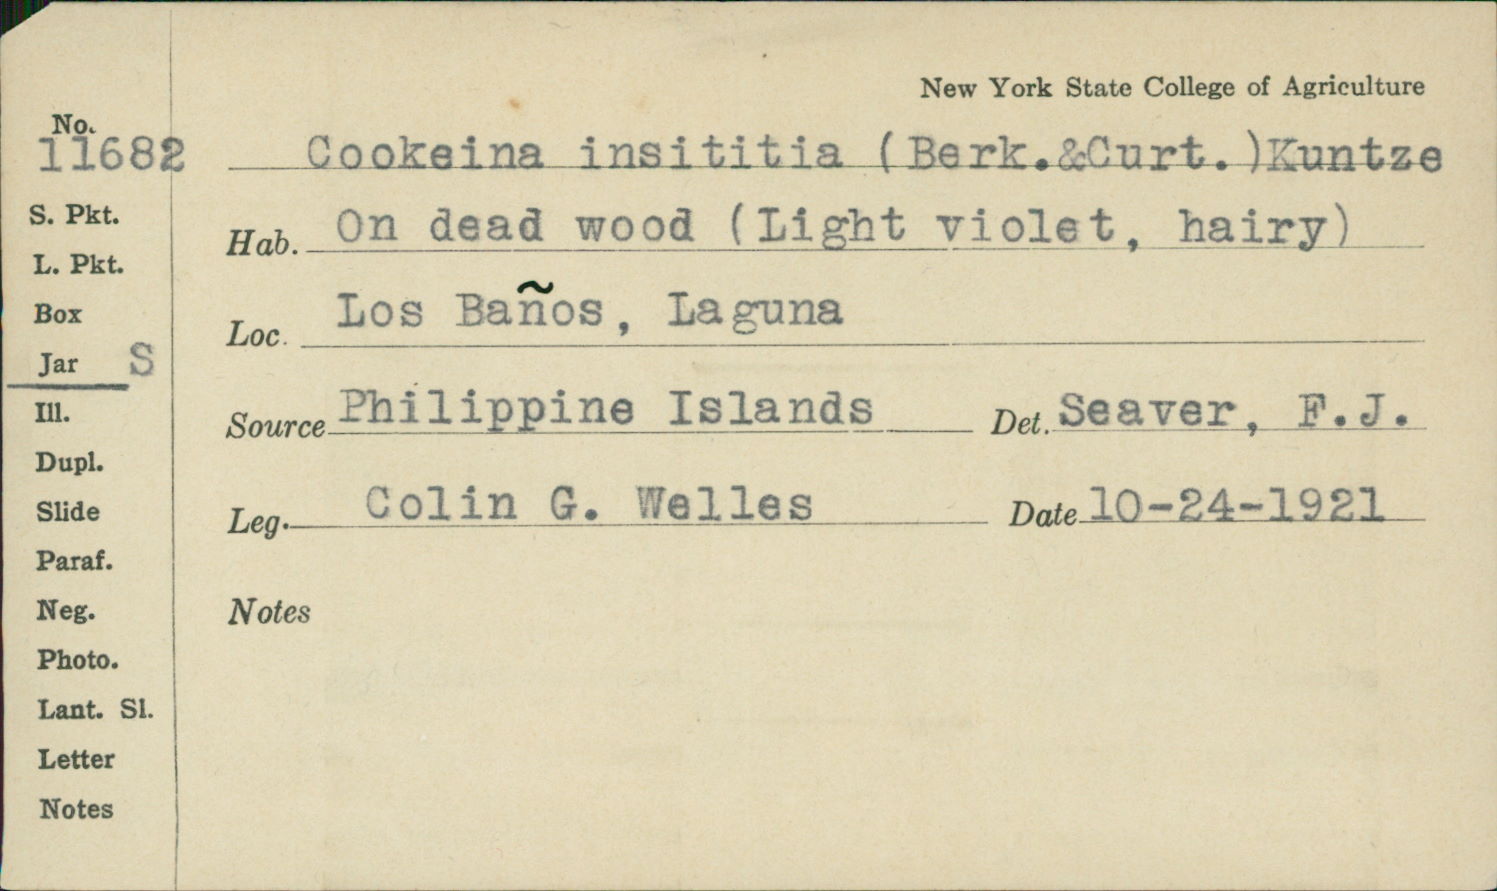 New York State College of Agriculture
No.
11682 Cookeina insititia (Berk.&Curt.)Kuntze
S. Pkt.
Hab. On dead wood (Light violet, hairy)
L. Pkt.
Box
Loc. Los Baños, Laguna
Jar S
Ill.
Source Philippine Islands Det. Seaver, F.J.
Dupl.
Slide
Leg. Colin G. Welles Date 10-24-1921
Paraf.
Neg.
Notes
Photo.
Lant. Sl.
Letter
Notes